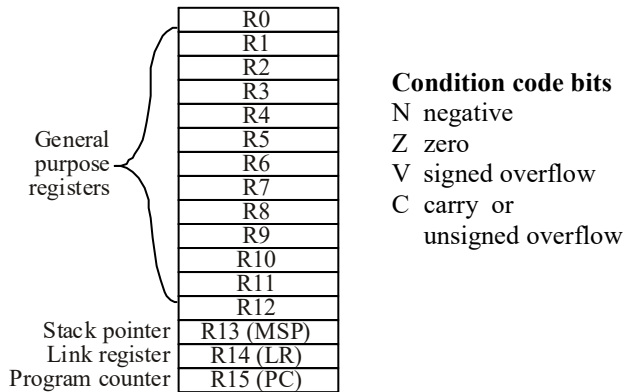 R0
R1
R2
R3
R4
R5
R6
R7
R8
R9
R10
R11
R12
R13 (MSP)
R14 (LR)
R15 (PC)
General
purpose
registers
Stack pointer
Link register
Program counter
Condition code bits
N negative
Z zero
V signed overflow
C carry or
unsigned overflow